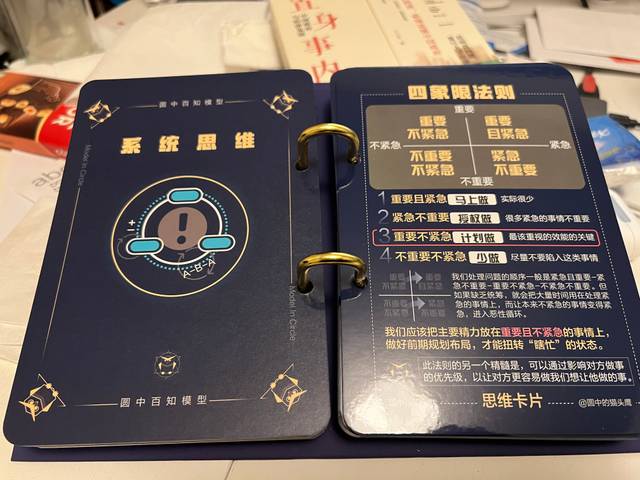 圆中百知模型
系统思维
Model In Circle
A-B-A
Model In Circle
圆中百知模型
置身事内
四象限法则
重要
重要
不紧急
重要
且紧急
不紧急
紧急
不重要
不紧急
紧急
不重要
不重要
1 重要且紧急 马上做 实际很少
2 紧急不重要 授权做 很多紧急的事情不重要
3 重要不紧急 计划做 最该重视的效能的关键
4 不重要不紧急 少做 尽量不要陷入这类事情
我们处理问题的顺序一般是紧急且重要-紧
急不重要-重要不紧急-不紧急不重要。但
如果缺乏统筹，就会把大量时间用在处理紧
急的事情上，而让本来不紧急的事情变得紧
急，进入恶性循环。
我们应该把主要精力放在重要且不紧急的事情上，
做好前期规划布局，才能扭转“瞎忙”的状态。
此法则的另一个精髓是，可以通过影响对方做事
的优先级，以让对方更容易做我们想让他做的事。
思维卡片
@圆中的猫头鹰